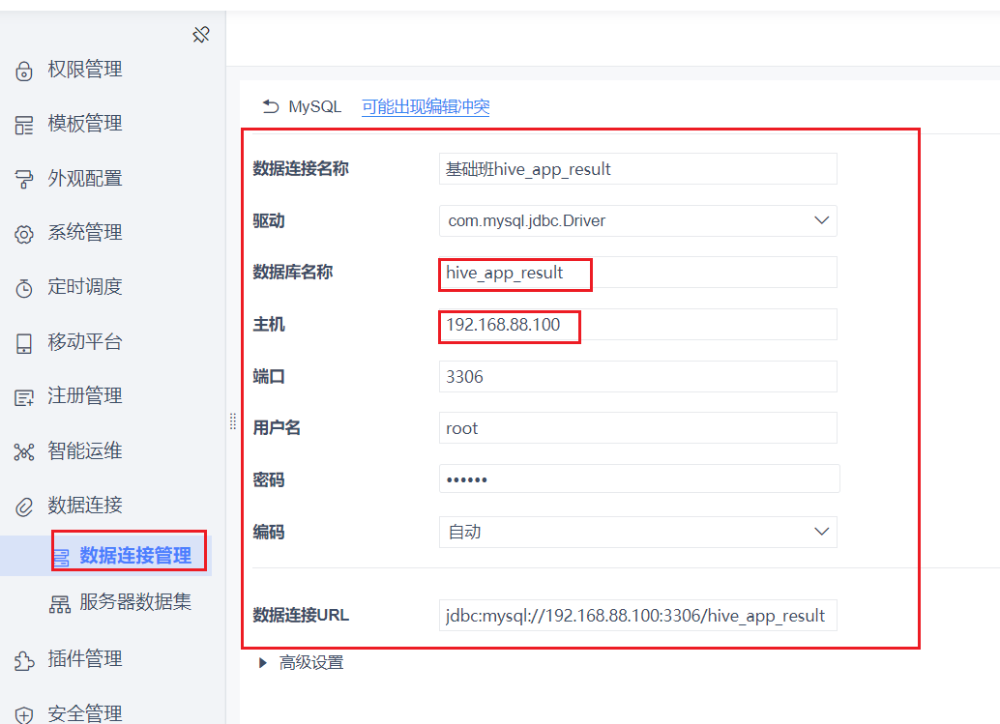 权限管理
模板管理
外观配置
系统管理
定时调度
移动平台
注册管理
智能运维
数据连接
数据连接管理
服务器数据集
插件管理
安全管理
MySQL 可能出现编辑冲突
数据连接名称 基础班hive_app_result
驱动 com.mysql.jdbc.Driver
数据库名称 hive_app_result
主机 192.168.88.100
端口 3306
用户名 root
密码 ••••••
编码 自动
数据连接URL jdbc:mysql://192.168.88.100:3306/hive_app_result
高级设置